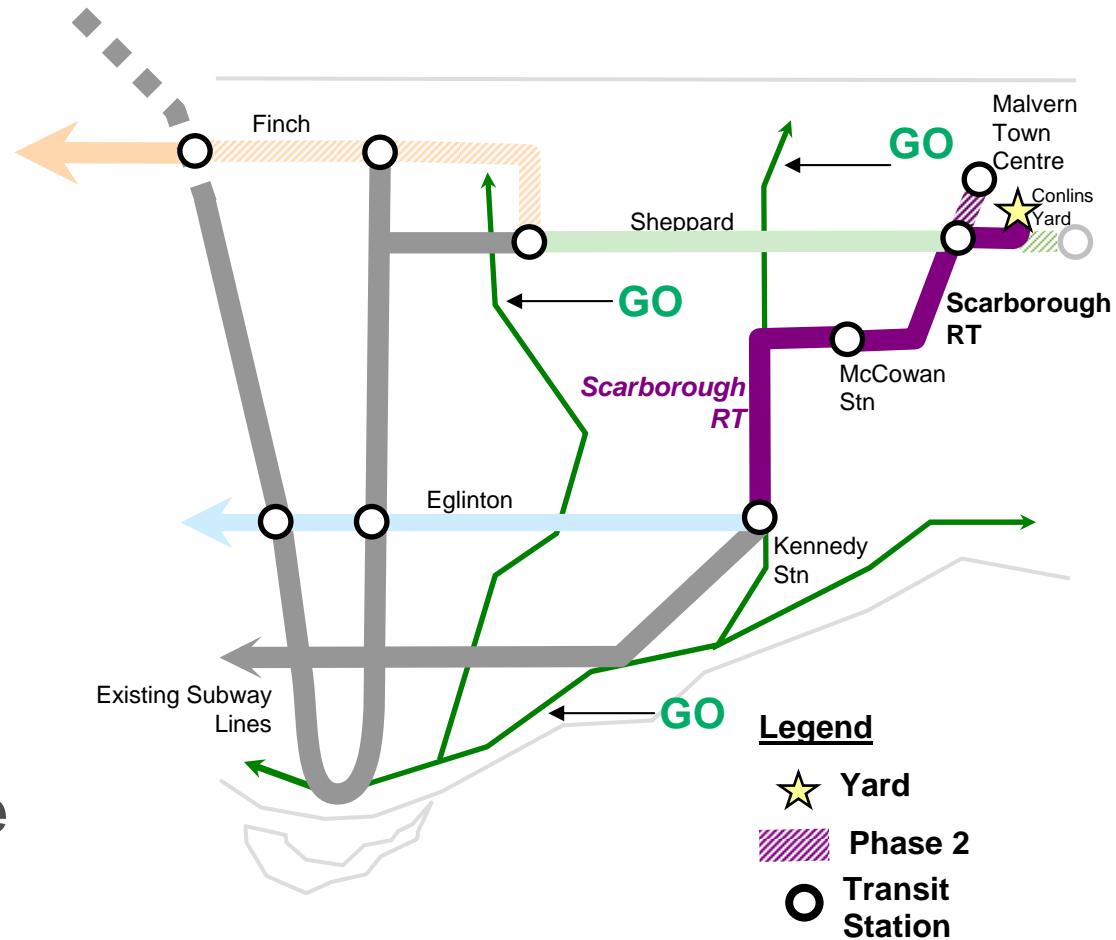 Finch
Malvern
Town
Centre
GO
Conlins
Yard
Sheppard
GO
Scarborough
RT
McCowan
Stn
Scarborough
RT
Eglinton
Kennedy
Stn
Existing Subway
Lines
GO
Legend
Yard
Phase 2
Transit
Station
e